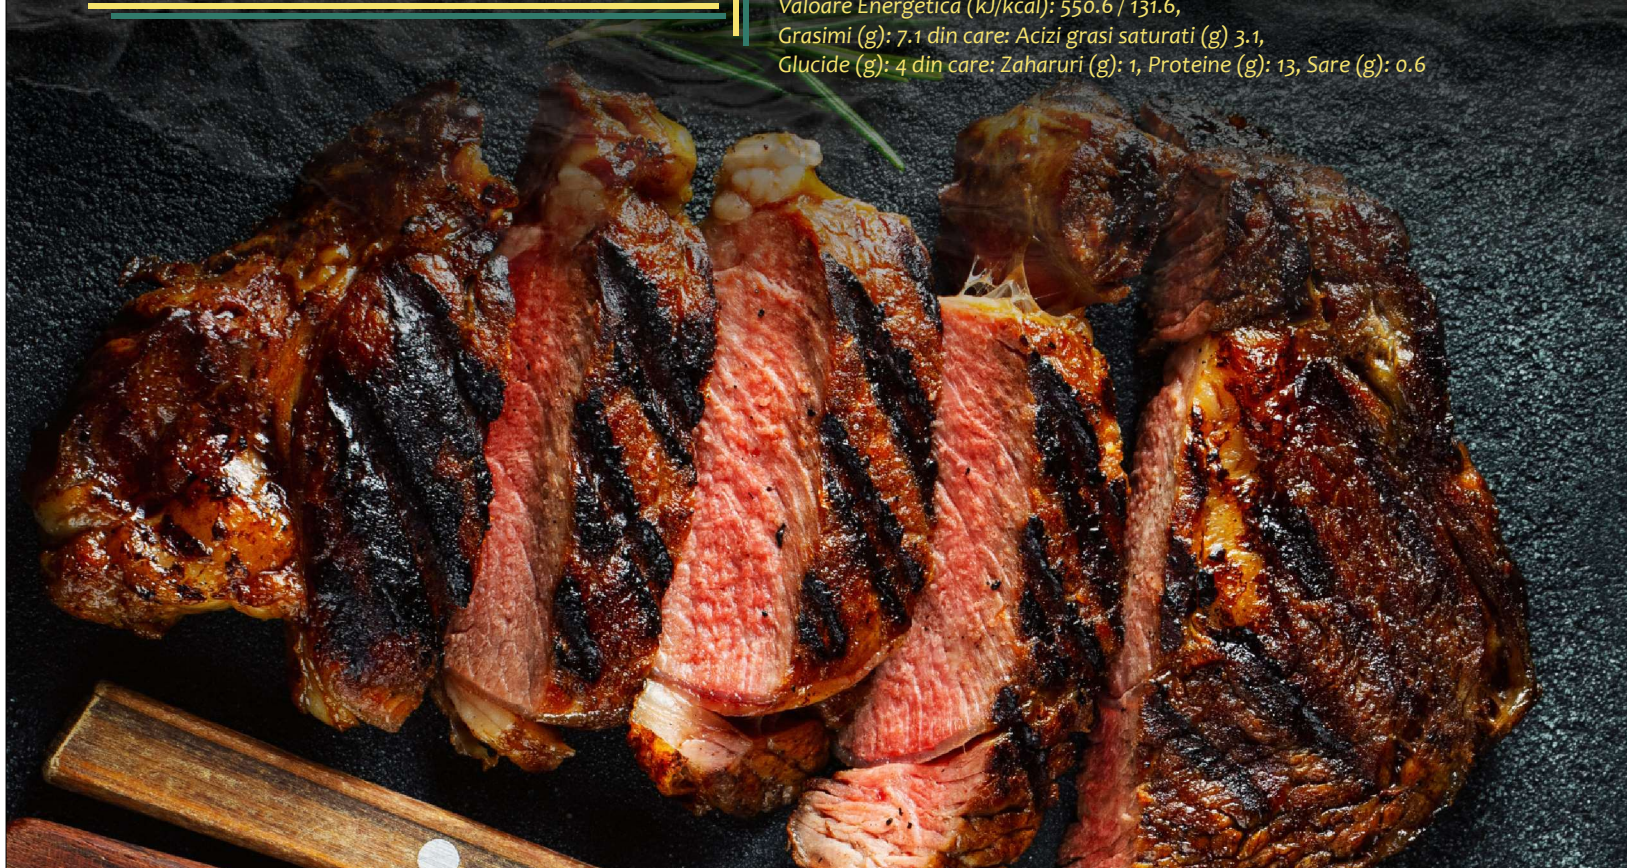 Valoare Energetica (kJ/kcal): 550.6 / 131.6,
Grasimi (g): 7.1 din care: Acizi grasi saturati (g) 3.1,
Glucide (g): 4 din care: Zaharuri (g): 1, Proteine (g): 13, Sare (g): 0.6